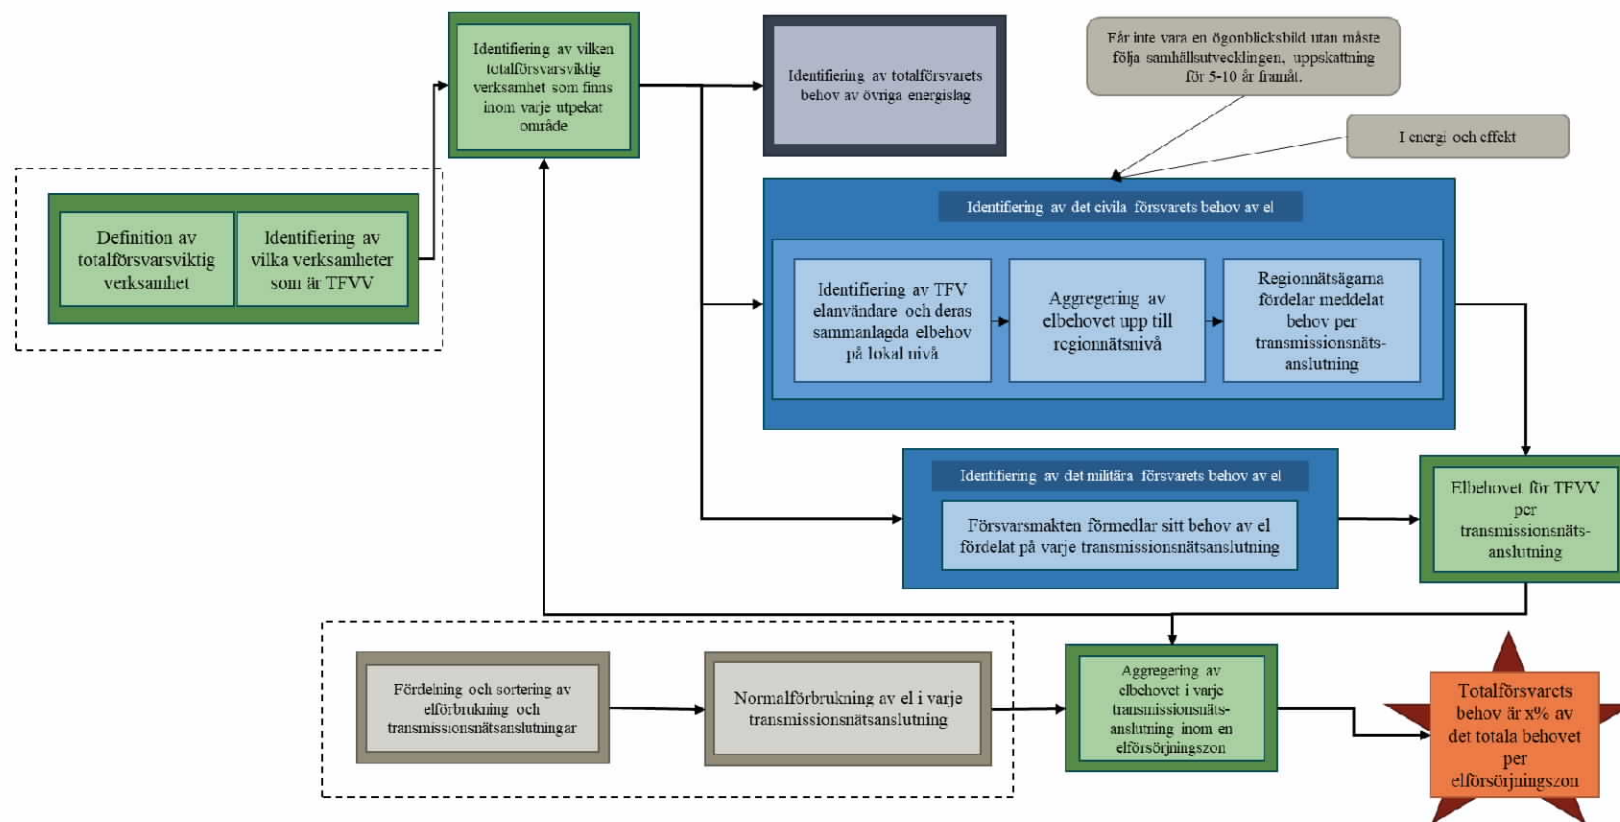 Identifiering av vilken
totalförsvarsviktig
verksamhet som finns
inom varje utpekat
område
Identifiering av totalförsvarets
behov av övriga energislag
Får inte vara en ögonblicksbild utan måste
följa samhällsutvecklingen, uppskattning
för 5-10 år framåt.
I energi och effekt
Definition av
totalförsvarsviktig
verksamhet
Identifiering av
vilka verksamheter
som är TFVV
Identifiering av det civila försvarets behov av el
Identifiering av TFV
elanvändare och deras
sammanlagda elbehov
på lokal nivå
Aggregering av
elbehovet upp till
regionnätsnivå
Regionnätsägarna
fördelar meddelat
behov per
transmissionsnäts-
anslutning
Identifiering av det militära försvarets behov av el
Försvarsmakten förmedlar sitt behov av el
fördelat på varje transmissionsnätsanslutning
Elbehovet för TFVV
per
transmissionsnäts-
anslutning
Fördelning och sortering av
elförbrukning och
transmissionsnätsanslutningar
Normalförbrukning av el i varje
transmissionsnätsanslutning
Aggregering av
elbehovet i varje
transmissionsnäts-
anslutning inom en
elförsörjningszon
Totalförsvarets
behov är x% av
det totala behovet
per
elförsörjningszon